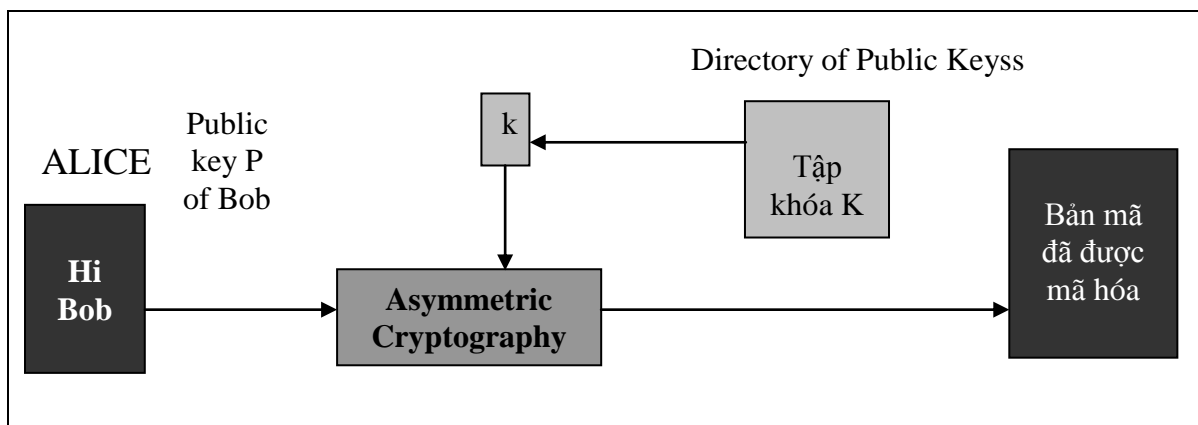 Directory of Public Keyss
k
Public
key P
of Bob
ALICE
Tập
khóa K
Bản mã
đã được
mã hóa
Hi
Bob
Asymmetric
Cryptography